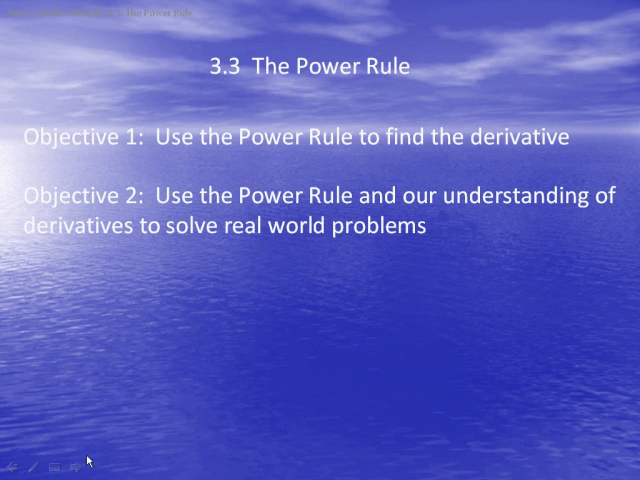 3.3 The Power Rule
Objective 1: Use the Power Rule to find the derivative
Objective 2: Use the Power Rule and our understanding of
derivatives to solve real world problems